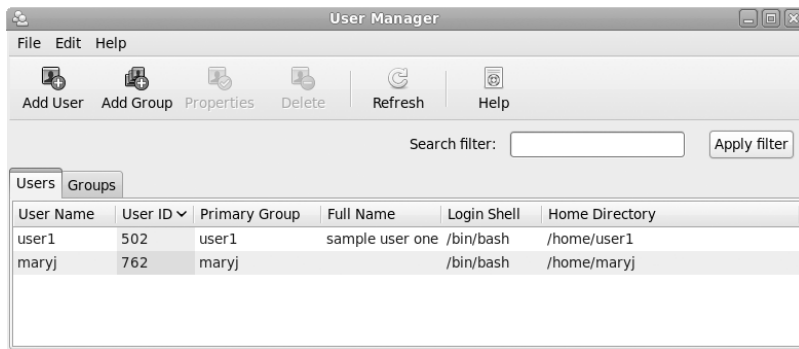 User Manager
File Edit Help
Add User Add Group Properties Delete Refresh Help
Search filter: Apply filter
Users Groups
User Name User ID Primary Group Full Name Login Shell Home Directory
user1 502 user1 sample user one /bin/bash /home/user1
maryj 762 maryj /bin/bash /home/maryj